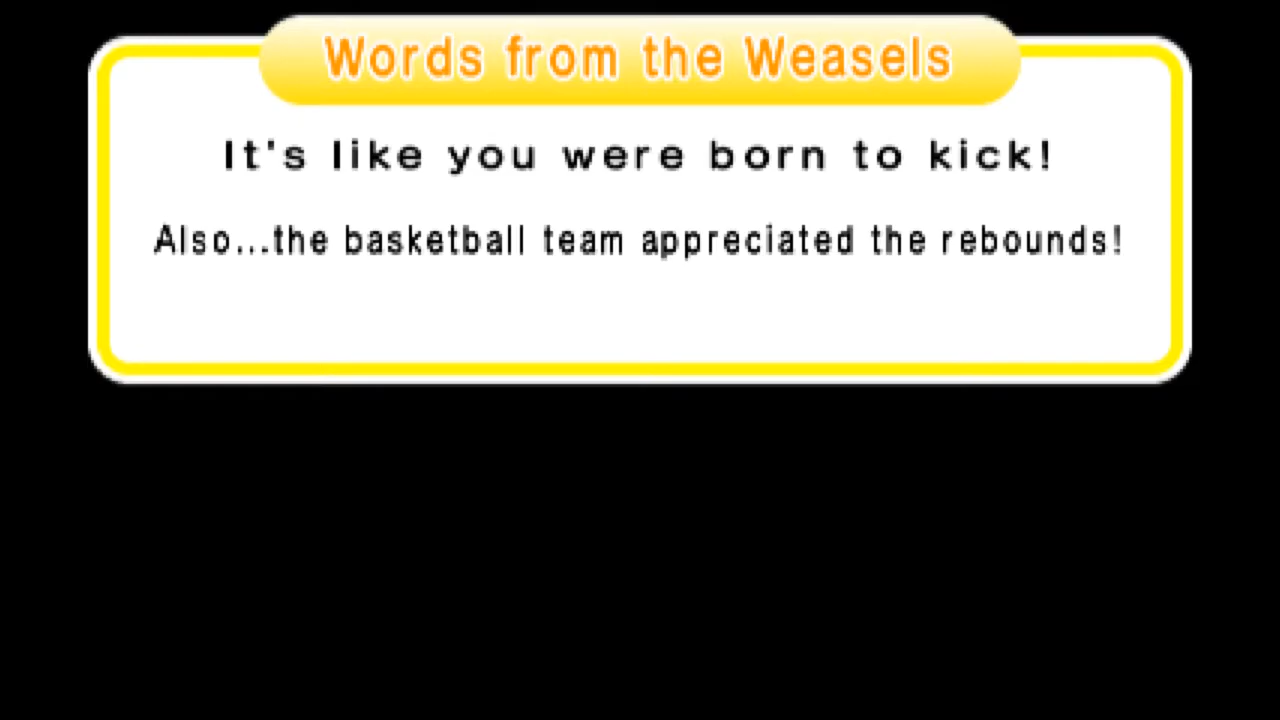 Words from the Weasels
It's like you were born to kick!
Also...the basketball team appreciated the rebounds!